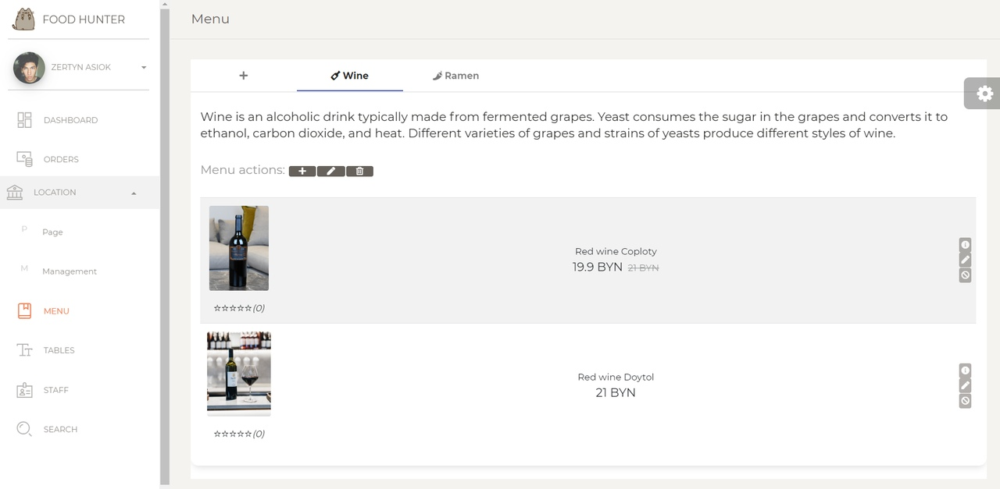 FOOD HUNTER
ZERTYN ASIOK
DASHBOARD
ORDERS
LOCATION
P Page
M Management
MENU
TABLES
STAFF
SEARCH
Menu
+ Wine Ramen
Wine is an alcoholic drink typically made from fermented grapes. Yeast consumes the sugar in the grapes and converts it to
ethanol, carbon dioxide, and heat. Different varieties of grapes and strains of yeasts produce different styles of wine.
Menu actions:
Red wine Coploty
19.9 BYN 21 BYN
☆☆☆☆☆(0)
Red wine Doytol
21 BYN
☆☆☆☆☆(0)